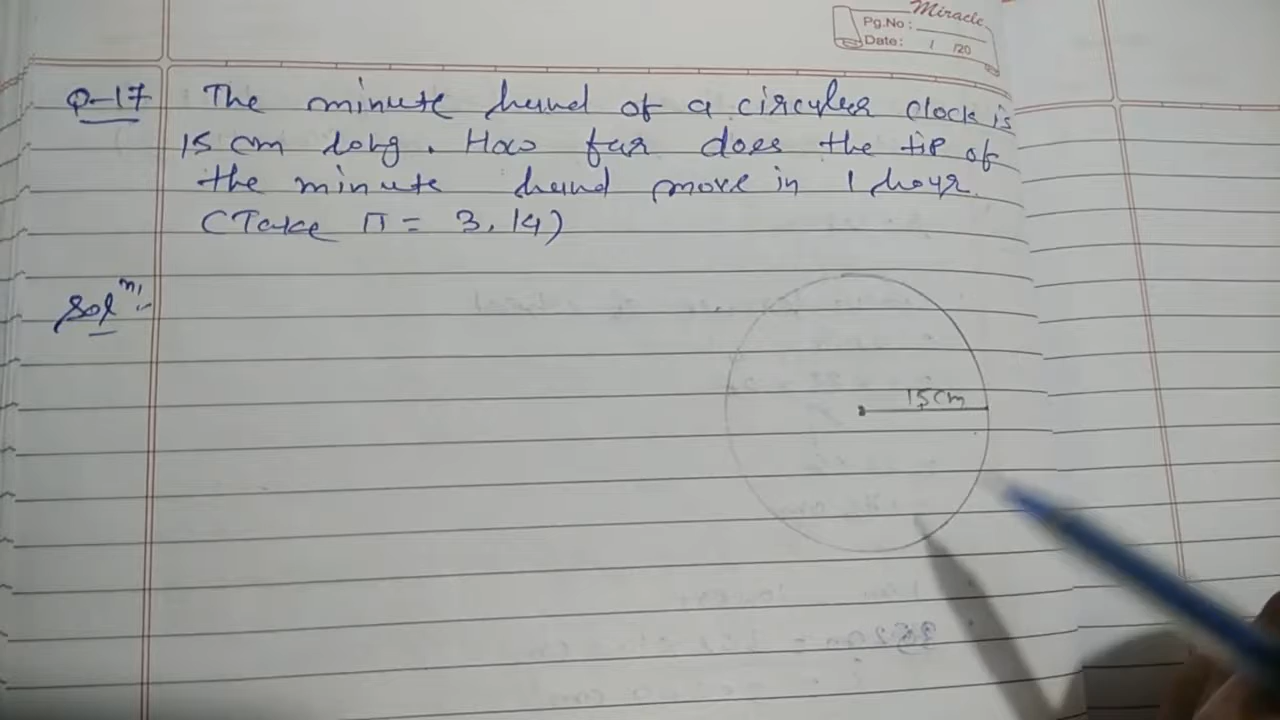 Miracle
Pg.No :
Date: / /20
Q-17 The minute hand of a circular clock is
15 cm long. How far does the tip of
the minute hand move in 1 hour.
(Take π = 3.14)
Solⁿ:-
15cm